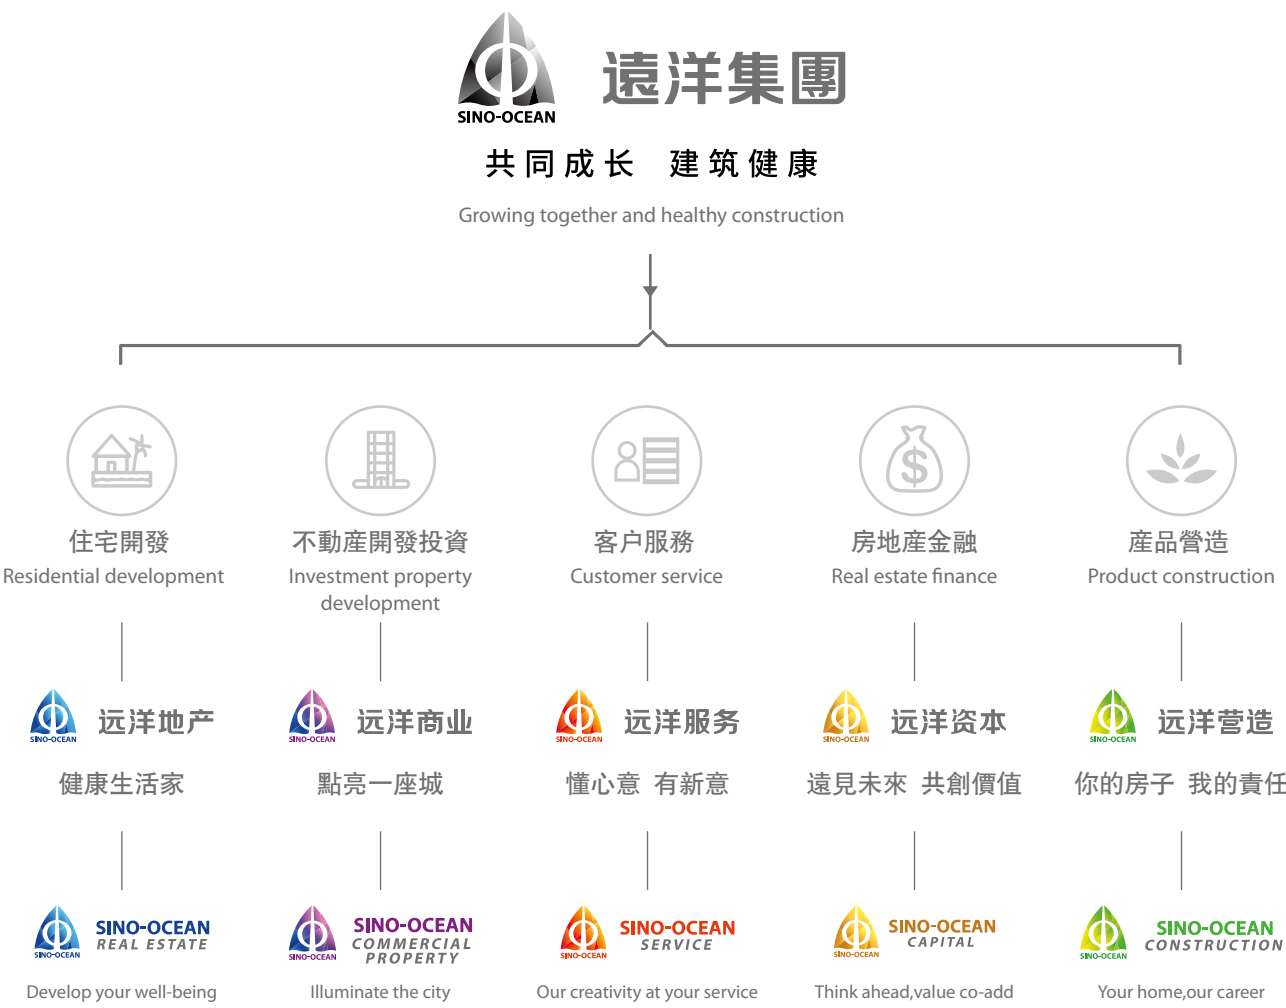 遠洋集團
SINO-OCEAN
共同成长 建筑健康
Growing together and healthy construction
住宅開發
Residential development
不動産開發投資
Investment property
development
客户服務
Customer service
房地産金融
Real estate finance
産品營造
Product construction
SINO-OCEAN
远洋地产
SINO-OCEAN
远洋商业
SINO-OCEAN
远洋服务
SINO-OCEAN
远洋资本
SINO-OCEAN
远洋营造
健康生活家
點亮一座城
懂心意 有新意
遠見未來 共創價值
你的房子 我的責任
SINO-OCEAN
SINO-OCEAN
REAL ESTATE
SINO-OCEAN
SINO-OCEAN
COMMERCIAL
PROPERTY
SINO-OCEAN
SINO-OCEAN
SERVICE
SINO-OCEAN
SINO-OCEAN
CAPITAL
SINO-OCEAN
SINO-OCEAN
CONSTRUCTION
Develop your well-being
Illuminate the city
Our creativity at your service
Think ahead,value co-add
Your home,our career